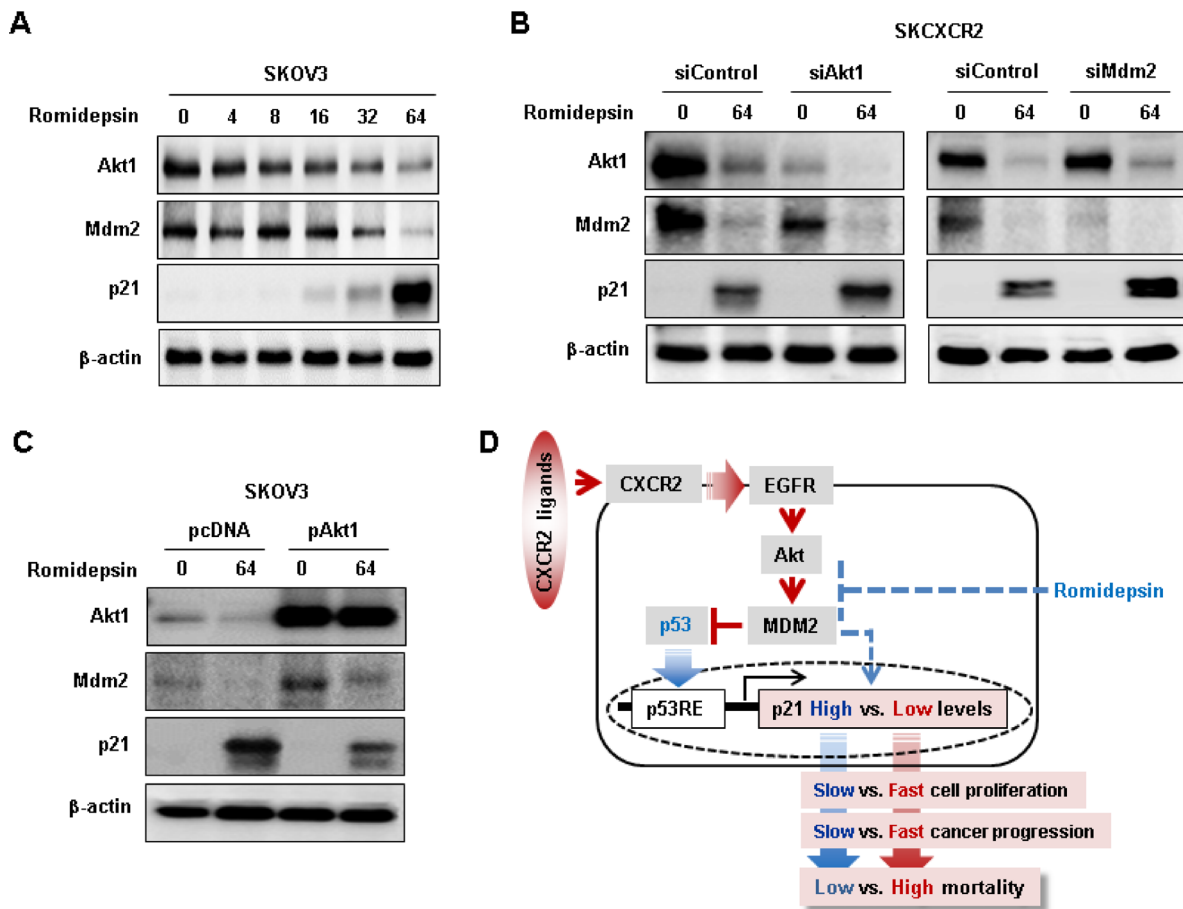 A
SKOV3
Romidepsin 0 4 8 16 32 64
Akt1
Mdm2
p21
β-actin
B
SKCXCR2
siControl siAkt1 siControl siMdm2
Romidepsin 0 64 0 64 0 64 0 64
Akt1
Mdm2
p21
β-actin
C
SKOV3
pcDNA pAkt1
Romidepsin 0 64 0 64
Akt1
Mdm2
p21
β-actin
D
CXCR2 ligands
CXCR2 EGFR
Akt
Romidepsin
p53 MDM2
p53RE p21 High vs. Low levels
Slow vs. Fast cell proliferation
Slow vs. Fast cancer progression
Low vs. High mortality